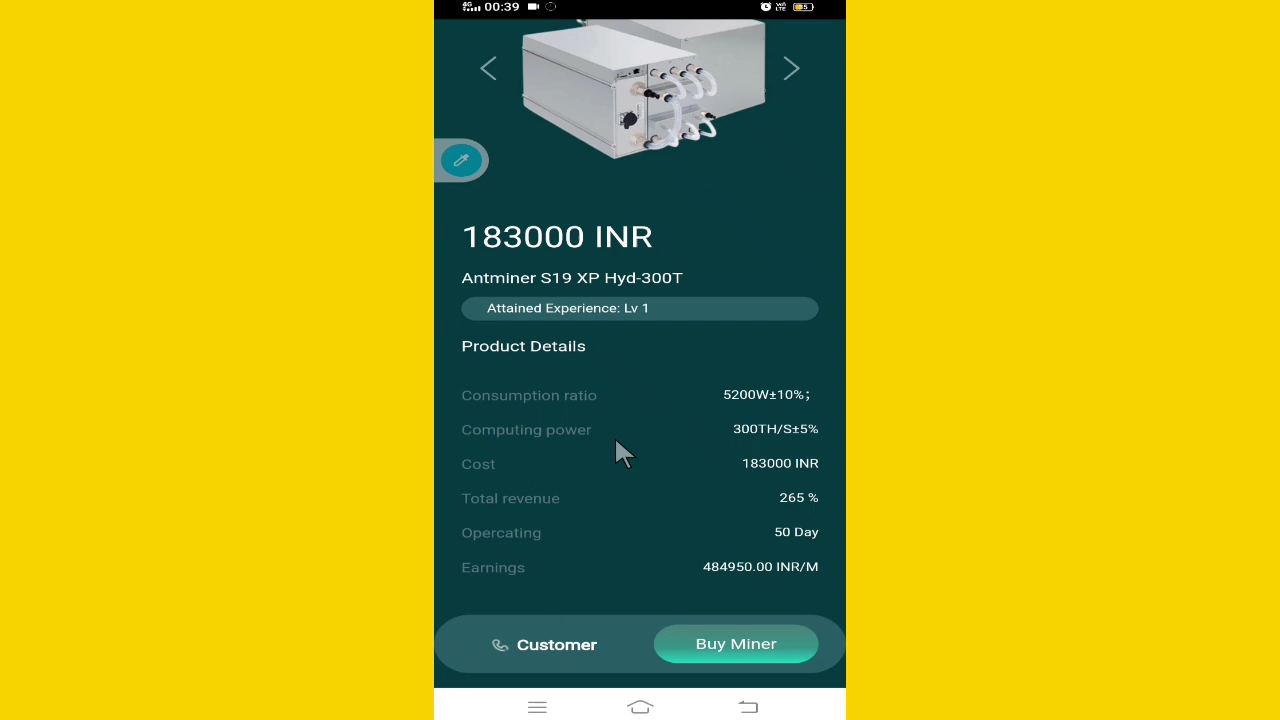 4G 00:39
VoLTE
183000 INR
Antminer S19 XP Hyd-300T
Attained Experience: Lv 1
Product Details
Consumption ratio 5200W±10%；
Computing power 300TH/S±5%
Cost 183000 INR
Total revenue 265 %
Opercating 50 Day
Earnings 484950.00 INR/M
Customer Buy Miner